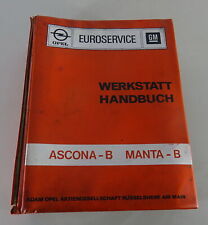 OPEL
EUROSERVICE
GM
WERKSTATT
HANDBUCH
ASCONA-B MANTA-B
ADAM OPEL AKTIENGESELLSCHAFT RÜSSELSHEIM AM MAIN